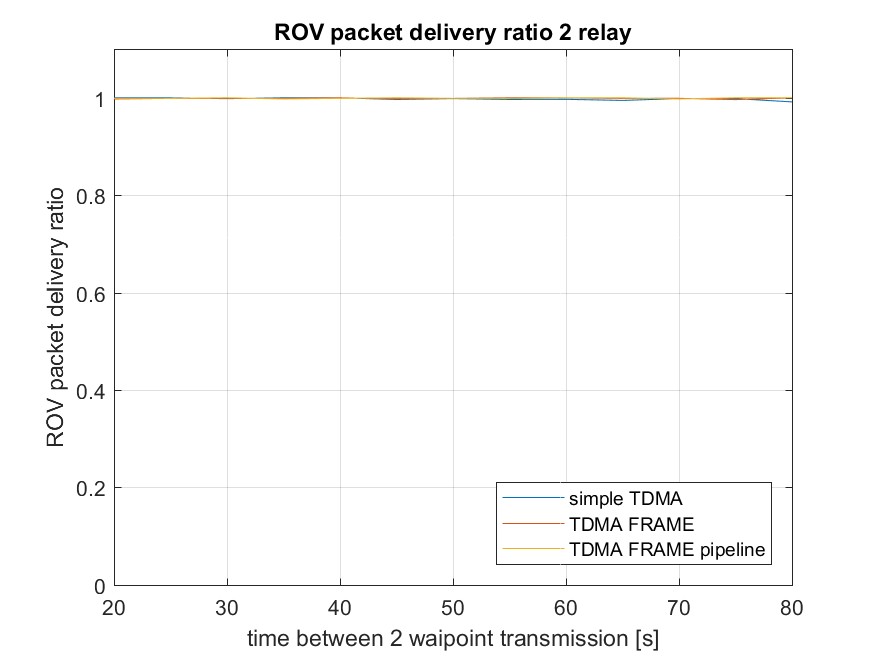 ROV packet delivery ratio 2 relay
ROV packet delivery ratio
1
0.8
0.6
0.4
0.2
0
simple TDMA
TDMA FRAME
TDMA FRAME pipeline
20 30 40 50 60 70 80
time between 2 waipoint transmission [s]